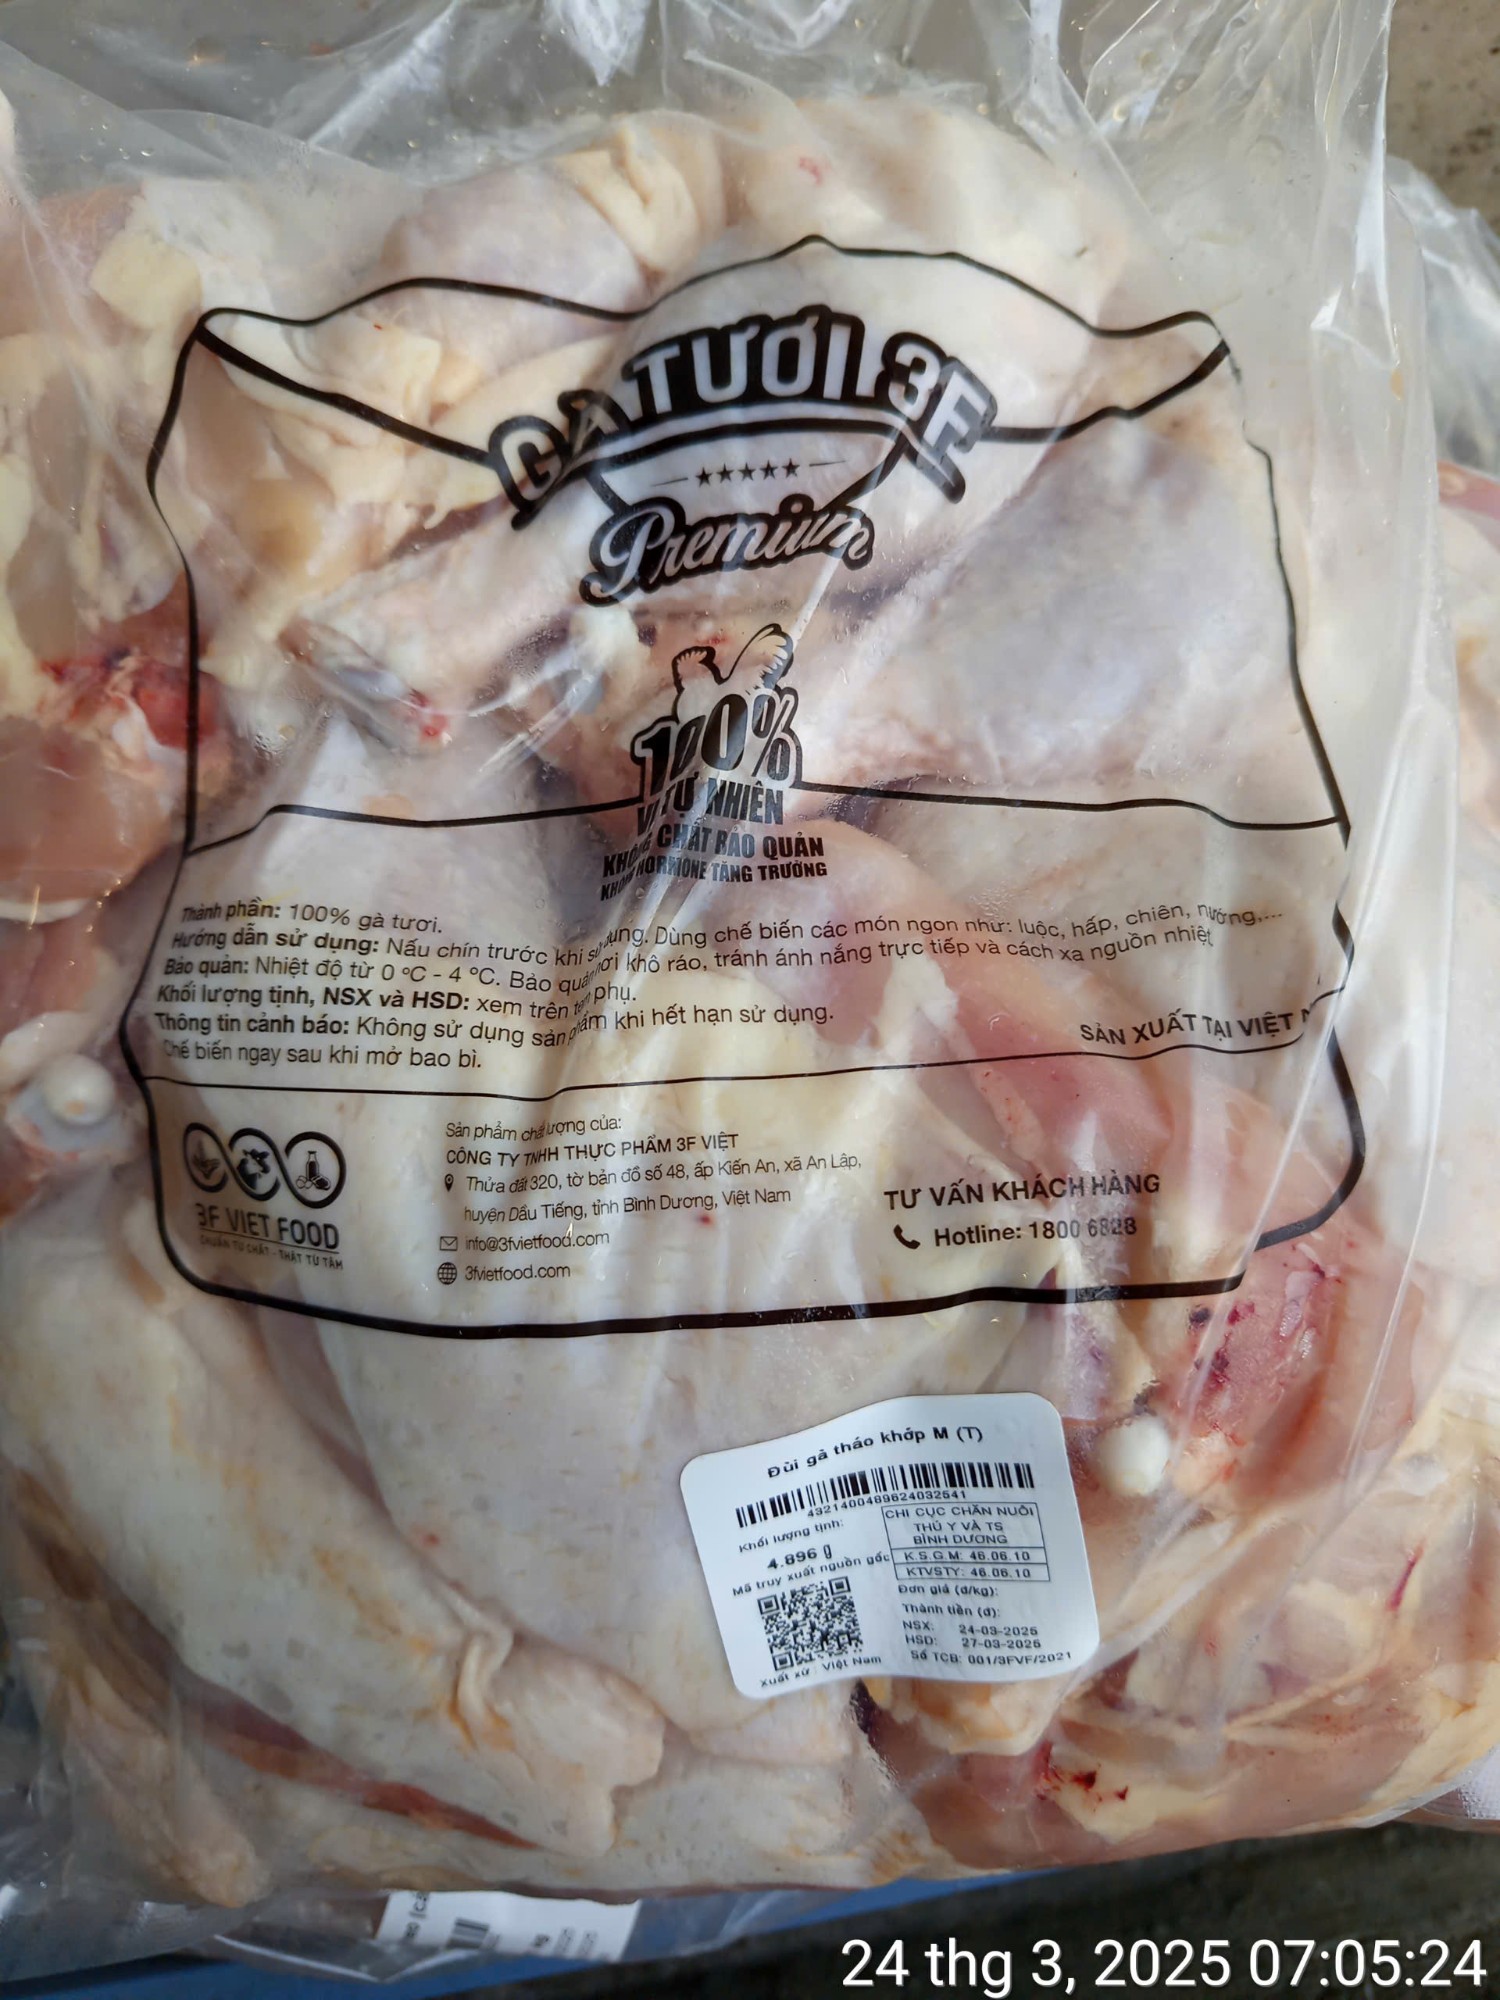 GÀ TƯƠI 3F
Premium
100%
VỊ TỰ NHIÊN
KHÔNG CHẤT BẢO QUẢN
KHÔNG HORMONE TĂNG TRƯỞNG
Thành phần: 100% gà tươi.
Hướng dẫn sử dụng: Nấu chín trước khi sử dụng. Dùng chế biến các món ngon như: luộc, hấp, chiên, nướng,...
Bảo quản: Nhiệt độ từ 0 °C - 4 °C. Bảo quản nơi khô ráo, tránh ánh nắng trực tiếp và cách xa nguồn nhiệt
Khối lượng tịnh, NSX và HSD: xem trên tem phụ.
Thông tin cảnh báo: Không sử dụng sản phẩm khi hết hạn sử dụng.
Chế biến ngay sau khi mở bao bì.
SẢN XUẤT TẠI VIỆT
3F VIET FOOD
CHUẨN TỪ CHẤT - THẬT TỪ TÂM
Sản phẩm chất lượng của:
CÔNG TY TNHH THỰC PHẨM 3F VIỆT
Thửa đất 320, tờ bản đồ số 48, ấp Kiến An, xã An Lập,
huyện Dầu Tiếng, tỉnh Bình Dương, Việt Nam
info@3fvietfood.com
3fvietfood.com
TƯ VẤN KHÁCH HÀNG
Hotline: 1800 6828
Đùi gà tháo khớp M (T)
4321400489624032541
Khối lượng tịnh:
4.896 g
Mã truy xuất nguồn gốc
Xuất xứ : Việt Nam
CHI CỤC CHĂN NUÔI
THÚ Y VÀ TS
BÌNH DƯƠNG
K.S.G.M: 46.06.10
KTVSTY: 46.06.10
Đơn giá (đ/kg):
Thành tiền (đ):
NSX: 24-03-2025
HSD: 27-03-2025
Số TCB: 001/3FVF/2021
24 thg 3, 2025 07:05:24